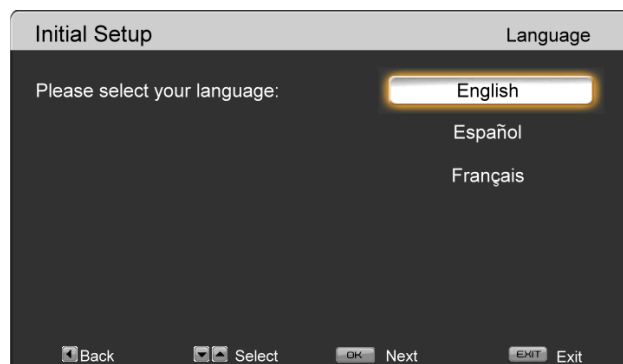 Initial Setup Language
Please select your language: English
Español
Français
Back Select OK Next EXIT Exit